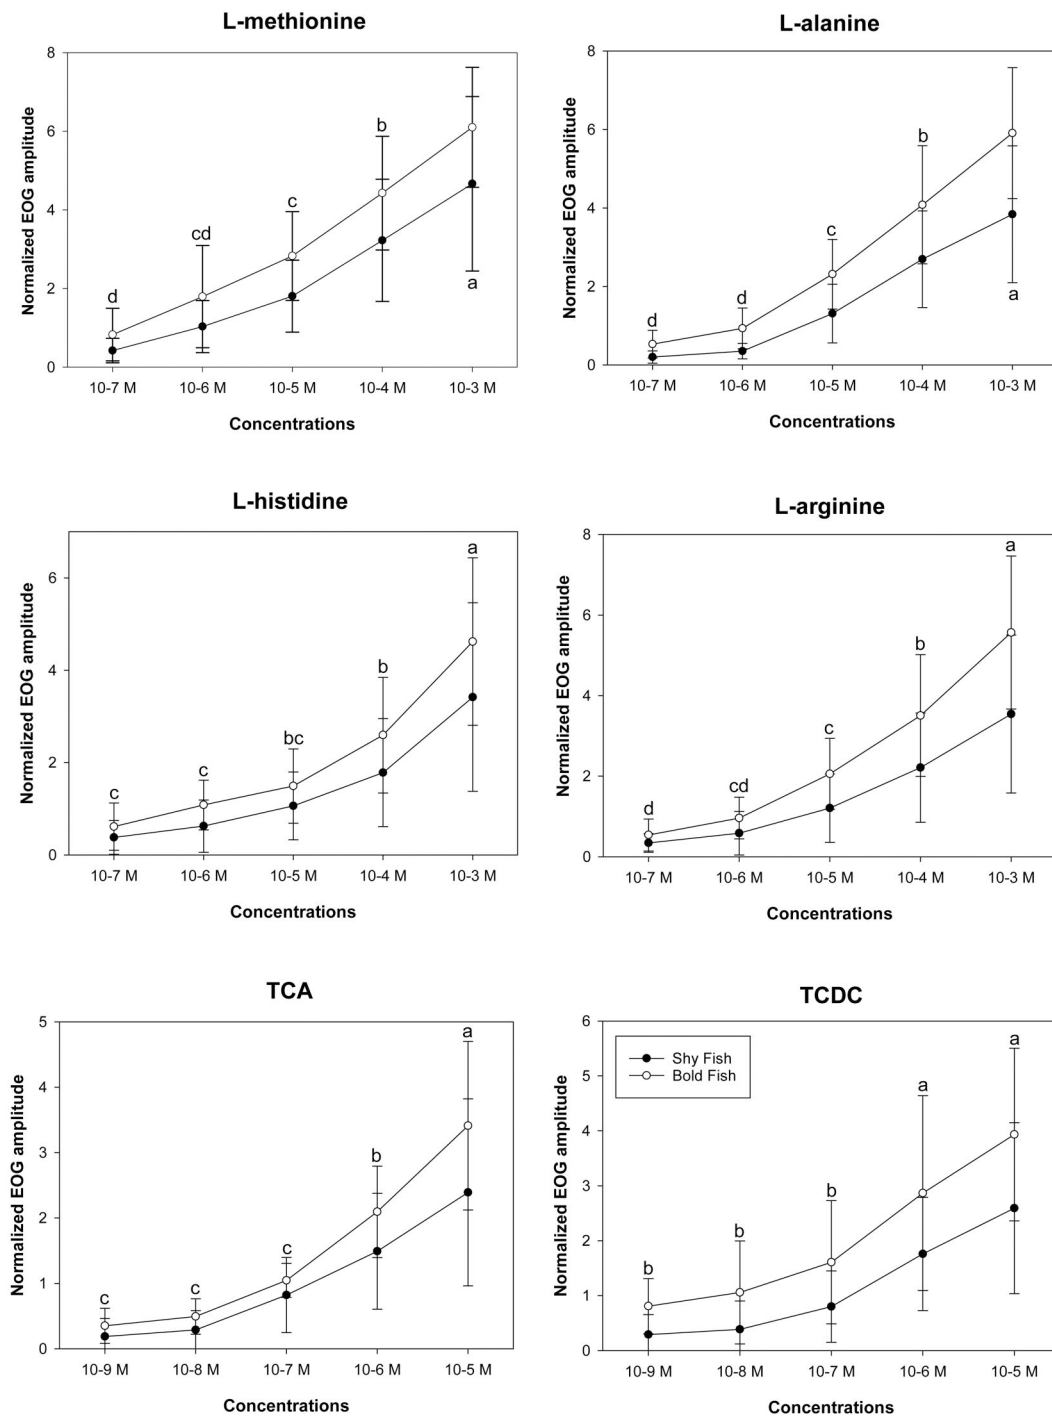 L-methionine
Normalized EOG amplitude
8
6
4
2
0
d
cd
c
b
a
10-7 M 10-6 M 10-5 M 10-4 M 10-3 M
Concentrations
L-alanine
Normalized EOG amplitude
8
6
4
2
0
d
d
c
b
a
10-7 M 10-6 M 10-5 M 10-4 M 10-3 M
Concentrations
L-histidine
Normalized EOG amplitude
6
4
2
0
c
c
bc
b
a
10-7 M 10-6 M 10-5 M 10-4 M 10-3 M
Concentrations
L-arginine
Normalized EOG amplitude
8
6
4
2
0
d
cd
c
b
a
10-7 M 10-6 M 10-5 M 10-4 M 10-3 M
Concentrations
TCA
Normalized EOG amplitude
5
4
3
2
1
0
c
c
c
b
a
10-9 M 10-8 M 10-7 M 10-6 M 10-5 M
Concentrations
TCDC
Normalized EOG amplitude
6
5
4
3
2
1
0
Shy Fish
Bold Fish
b
b
b
a
a
10-9 M 10-8 M 10-7 M 10-6 M 10-5 M
Concentrations